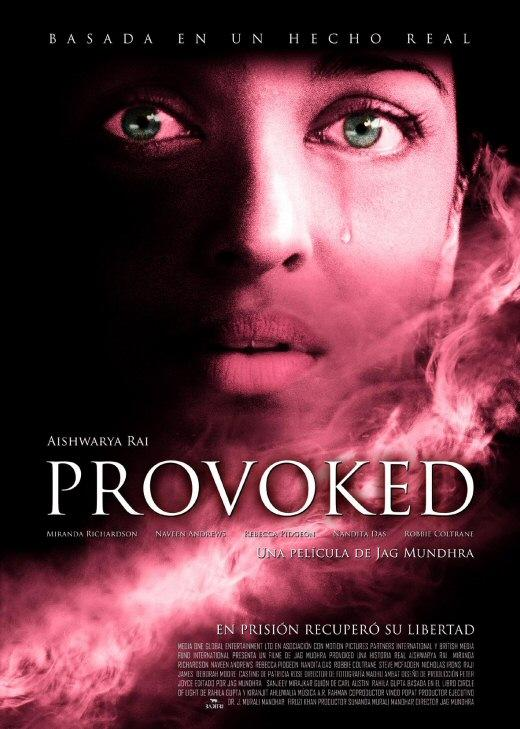 BASADA EN UN HECHO REAL
AISHWARYA RAI
PROVOKED
MIRANDA RICHARDSON NAVEEN ANDREWS REBECCA PIDGEON NANDITA DAS ROBBIE COLTRANE
UNA PELÍCULA DE JAG MUNDHRA
EN PRISIÓN RECUPERÓ SU LIBERTAD
MEDIA ONE GLOBAL ENTERTAINMENT LTD EN ASOCIACIÓN CON MOTION PICTURES PARTNERS INTERNATIONAL Y BRITISH MEDIA
FUND INTERNATIONAL PRESENTA UN FILME DE JAG MUDHRA PROVOKED UNA HISTORIA REAL AISHWARYA RAI MIRANDA
RICHARDSON NAVEEN ANDREWS REBECCA PIDGEON NANDITA DAS ROBBIE COLTRANE STEVE MCFADDEN NICHOLAS IRONS RAJI
JAMES DEBORAH MOORE CASTING DE PATRICIA ROSE DIRECTOR DE FOTOGRAFÍA MADHU AMBAT DISEÑO DE PRODUCCIÓN PETER
JOYCE EDITADO POR JAG MUNDHRA SANJEEV MIRAJKAR GUIÓN DE CARL AUSTIN RAHILA GUPTA BASADA EN EL LIBRO CIRCLE
OF LIGHT DE RAHILA GUPTA Y KIRANJIT AHLUWALIA MÚSICA A.R. RAHMAN COPRODUCTOR VINOD POPAT PRODUCTOR EJECUTIVO
DR. J. MURALI MANOHAR FIRUZI KHAN PRODUCTOR SUNANDA MURALI MANOHAR DIRECTOR JAG MUNDHRA